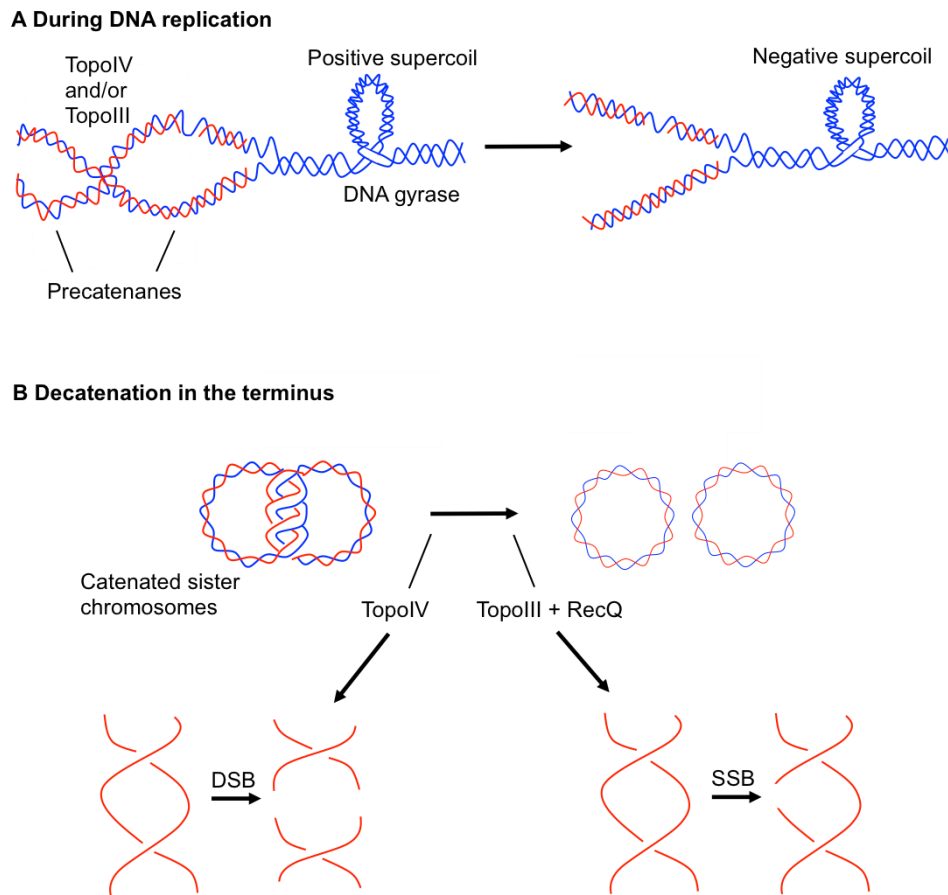 A During DNA replication
TopoIV
and/or
TopoIII
Positive supercoil
DNA gyrase
Precatenanes
Negative supercoil
B Decatenation in the terminus
Catenated sister
chromosomes
TopoIV
TopoIII + RecQ
DSB
SSB